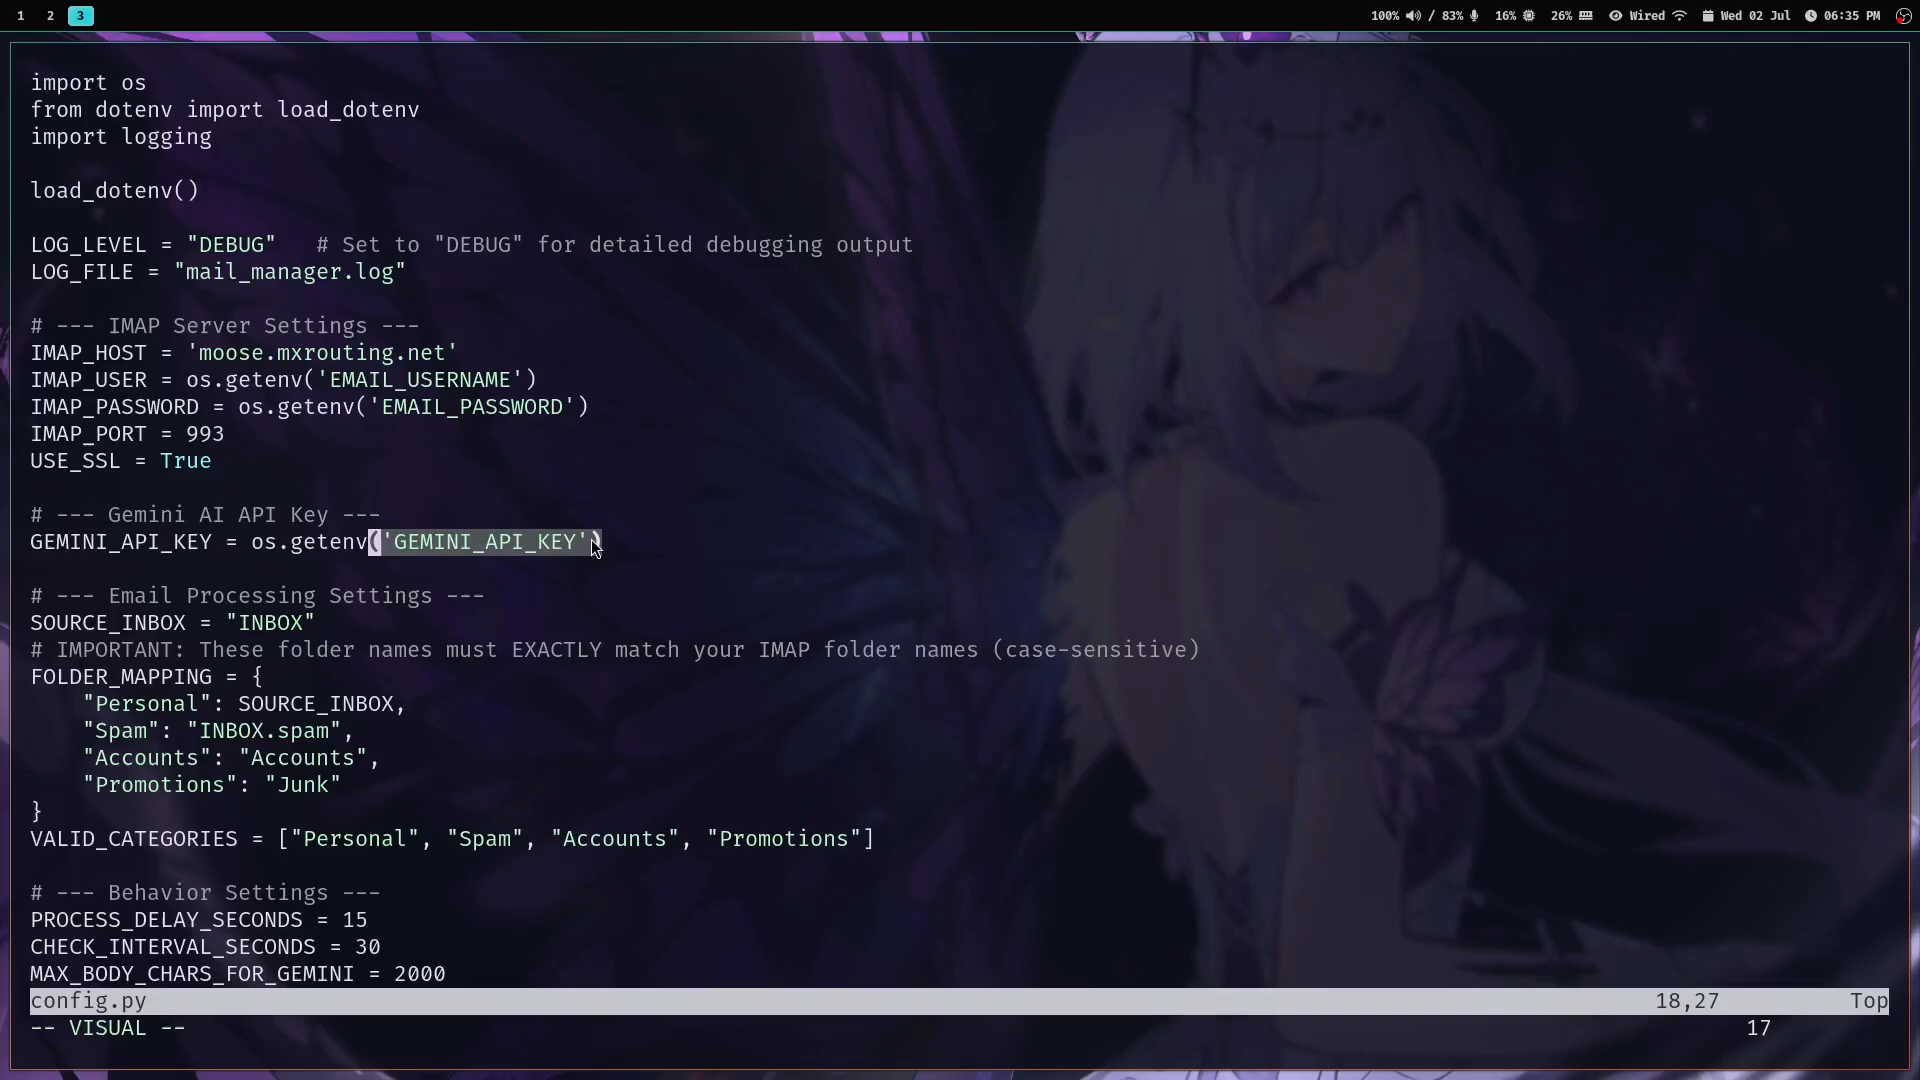 1 2 3 100% / 83% 16% 26% Wired Wed 02 Jul 06:35 PM
import os
from dotenv import load_dotenv
import logging
load_dotenv()
LOG_LEVEL = "DEBUG"   # Set to "DEBUG" for detailed debugging output
LOG_FILE = "mail_manager.log"
# --- IMAP Server Settings ---
IMAP_HOST = 'moose.mxrouting.net'
IMAP_USER = os.getenv('EMAIL_USERNAME')
IMAP_PASSWORD = os.getenv('EMAIL_PASSWORD')
IMAP_PORT = 993
USE_SSL = True
# --- Gemini AI API Key ---
GEMINI_API_KEY = os.getenv('GEMINI_API_KEY')
# --- Email Processing Settings ---
SOURCE_INBOX = "INBOX"
# IMPORTANT: These folder names must EXACTLY match your IMAP folder names (case-sensitive)
FOLDER_MAPPING = {
    "Personal": SOURCE_INBOX,
    "Spam": "INBOX.spam",
    "Accounts": "Accounts",
    "Promotions": "Junk"
}
VALID_CATEGORIES = ["Personal", "Spam", "Accounts", "Promotions"]
# --- Behavior Settings ---
PROCESS_DELAY_SECONDS = 15
CHECK_INTERVAL_SECONDS = 30
MAX_BODY_CHARS_FOR_GEMINI = 2000
config.py 18,27 Top
-- VISUAL -- 17